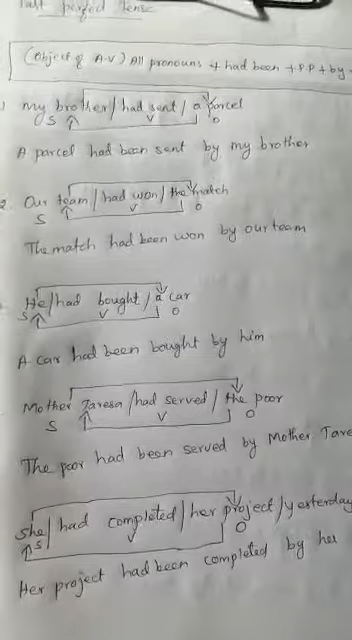 Past perfect tense
(Object of A.V) All pronouns + had been + PP + by
1. My brother / had sent / a parcel
S V O
A parcel had been sent by my brother
2. Our team / had won / the match
S V O
The match had been won by our team
He / had bought / a car
S V O
A car had been bought by him
Mother Taresa / had served / the poor
S V O
The poor had been served by Mother Tare
She / had completed / her project / yesterday
S V O
Her project had been completed by her